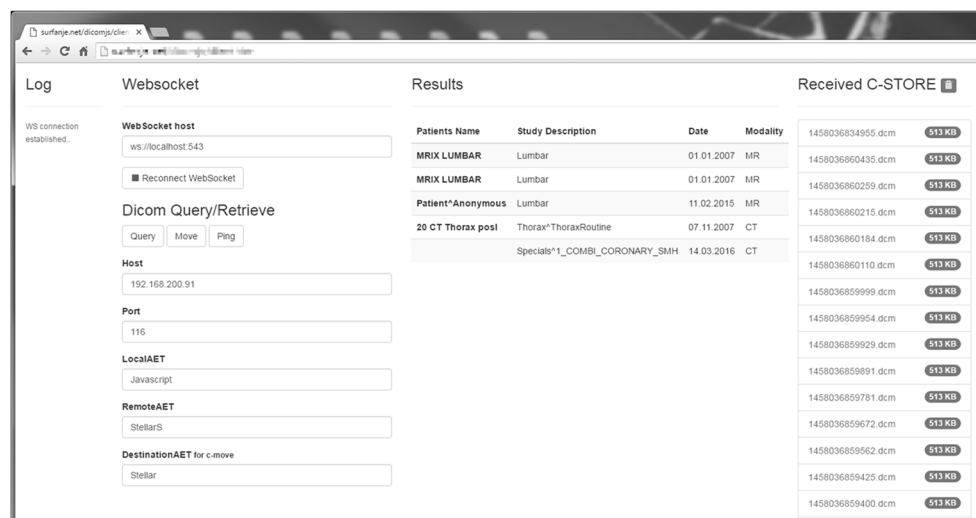 surfanje.net/dicomjs/clien
Log
WS connection
established..
Websocket
WebSocket host
ws://localhost:543
Reconnect WebSocket
Dicom Query/Retrieve
Query Move Ping
Host
192.168.200.91
Port
116
LocalAET
Javascript
RemoteAET
StellarS
DestinationAET for c-move
Stellar
Results
Patients Name Study Description Date Modality
MRIX LUMBAR Lumbar 01.01.2007 MR
MRIX LUMBAR Lumbar 01.01.2007 MR
Patient^Anonymous Lumbar 11.02.2015 MR
20 CT Thorax posl Thorax^ThoraxRoutine 07.11.2007 CT
Specials^1_COMBI_CORONARY_SMH 14.03.2016 CT
Received C-STORE
1458036834955.dcm 513 KB
1458036860435.dcm 513 KB
1458036860259.dcm 513 KB
1458036860215.dcm 513 KB
1458036860184.dcm 513 KB
1458036860110.dcm 513 KB
1458036859999.dcm 513 KB
1458036859954.dcm 513 KB
1458036859929.dcm 513 KB
1458036859891.dcm 513 KB
1458036859781.dcm 513 KB
1458036859672.dcm 513 KB
1458036859562.dcm 513 KB
1458036859425.dcm 513 KB
1458036859400.dcm 513 KB